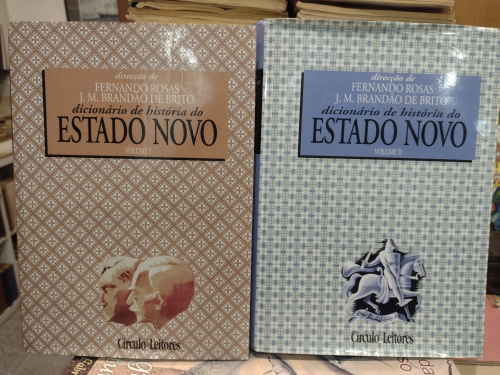 direcção de
FERNANDO ROSAS
J. M. BRANDÃO DE BRITO
dicionário de história do
ESTADO NOVO
VOLUME I
Círculo Leitores
direcção de
FERNANDO ROSAS
J. M. BRANDÃO DE BRITO
dicionário de história do
ESTADO NOVO
VOLUME II
Círculo Leitores